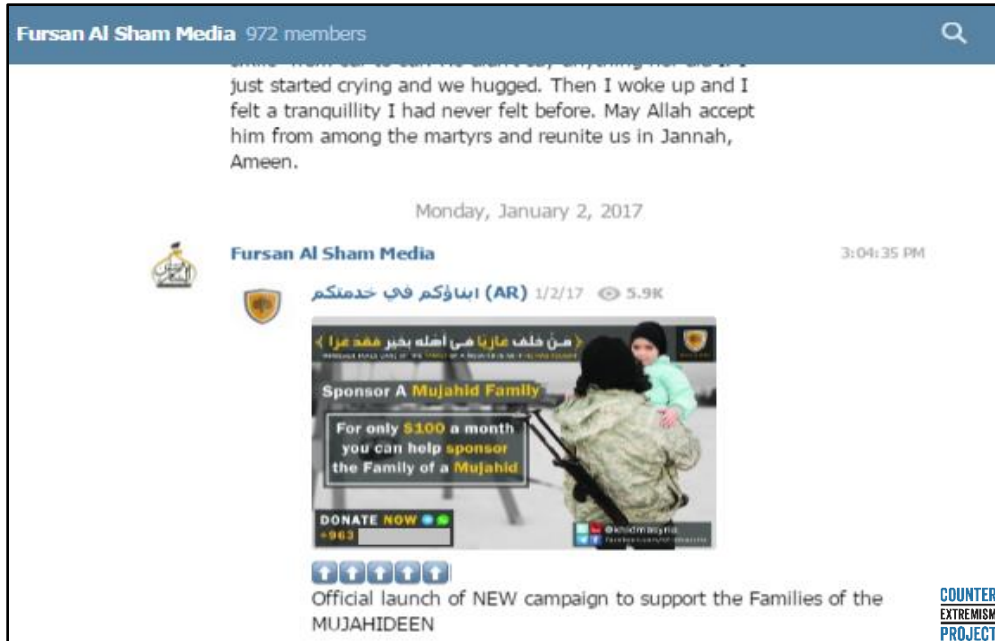 Fursan Al Sham Media 972 members
just started crying and we hugged. Then I woke up and I
felt a tranquillity I had never felt before. May Allah accept
him from among the martyrs and reunite us in Jannah,
Ameen.
Monday, January 2, 2017
Fursan Al Sham Media 3:04:35 PM
ابناؤكم في خدمتكم (AR) 1/2/17 5.9K
من خلف غازيا في أهله بخير فقد غزا
Sponsor A Mujahid Family
For only $100 a month
you can help sponsor
the Family of a Mujahid
DONATE NOW
+963
@khidmasyria
Official launch of NEW campaign to support the Families of the
MUJAHIDEEN
COUNTER
EXTREMISM
PROJECT